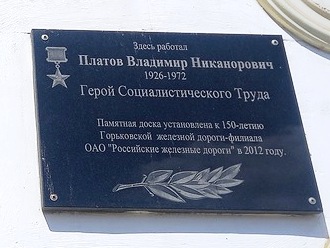 Здесь работал
Платов Владимир Никанорович
1926-1972
Герой Социалистического Труда
Памятная доска установлена к 150-летию
Горьковской железной дороги-филиала
ОАО "Российские железные дороги" в 2012 году.